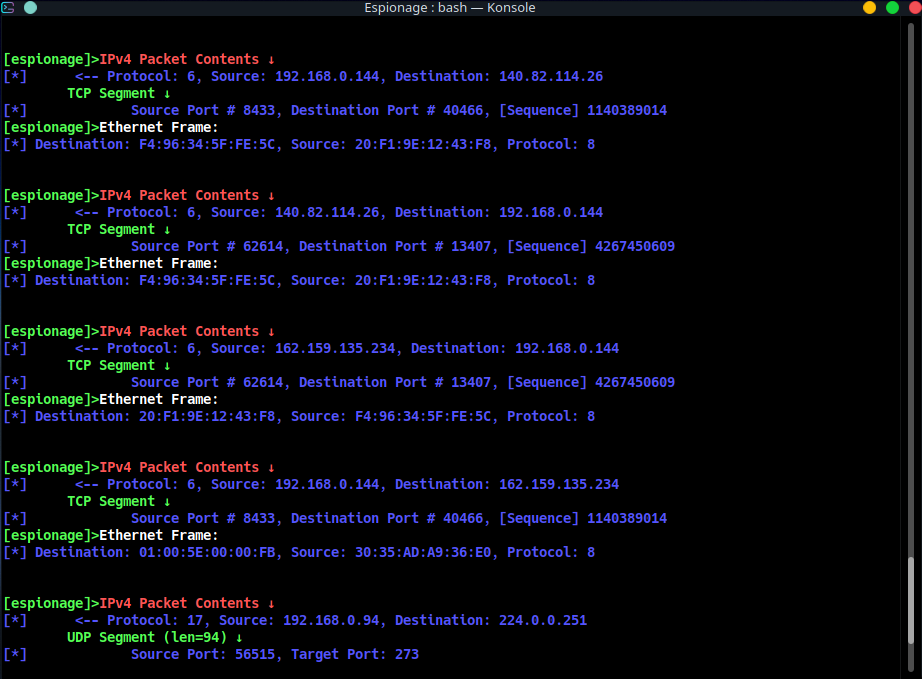 Espionage : bash — Konsole
[espionage]>IPv4 Packet Contents ↓
[*]      <-- Protocol: 6, Source: 192.168.0.144, Destination: 140.82.114.26
        TCP Segment ↓
[*]             Source Port # 8433, Destination Port # 40466, [Sequence] 1140389014
[espionage]>Ethernet Frame:
[*] Destination: F4:96:34:5F:FE:5C, Source: 20:F1:9E:12:43:F8, Protocol: 8
[espionage]>IPv4 Packet Contents ↓
[*]      <-- Protocol: 6, Source: 140.82.114.26, Destination: 192.168.0.144
        TCP Segment ↓
[*]             Source Port # 62614, Destination Port # 13407, [Sequence] 4267450609
[espionage]>Ethernet Frame:
[*] Destination: F4:96:34:5F:FE:5C, Source: 20:F1:9E:12:43:F8, Protocol: 8
[espionage]>IPv4 Packet Contents ↓
[*]      <-- Protocol: 6, Source: 162.159.135.234, Destination: 192.168.0.144
        TCP Segment ↓
[*]             Source Port # 62614, Destination Port # 13407, [Sequence] 4267450609
[espionage]>Ethernet Frame:
[*] Destination: 20:F1:9E:12:43:F8, Source: F4:96:34:5F:FE:5C, Protocol: 8
[espionage]>IPv4 Packet Contents ↓
[*]      <-- Protocol: 6, Source: 192.168.0.144, Destination: 162.159.135.234
        TCP Segment ↓
[*]             Source Port # 8433, Destination Port # 40466, [Sequence] 1140389014
[espionage]>Ethernet Frame:
[*] Destination: 01:00:5E:00:00:FB, Source: 30:35:AD:A9:36:E0, Protocol: 8
[espionage]>IPv4 Packet Contents ↓
[*]      <-- Protocol: 17, Source: 192.168.0.94, Destination: 224.0.0.251
        UDP Segment (len=94) ↓
[*]             Source Port: 56515, Target Port: 273